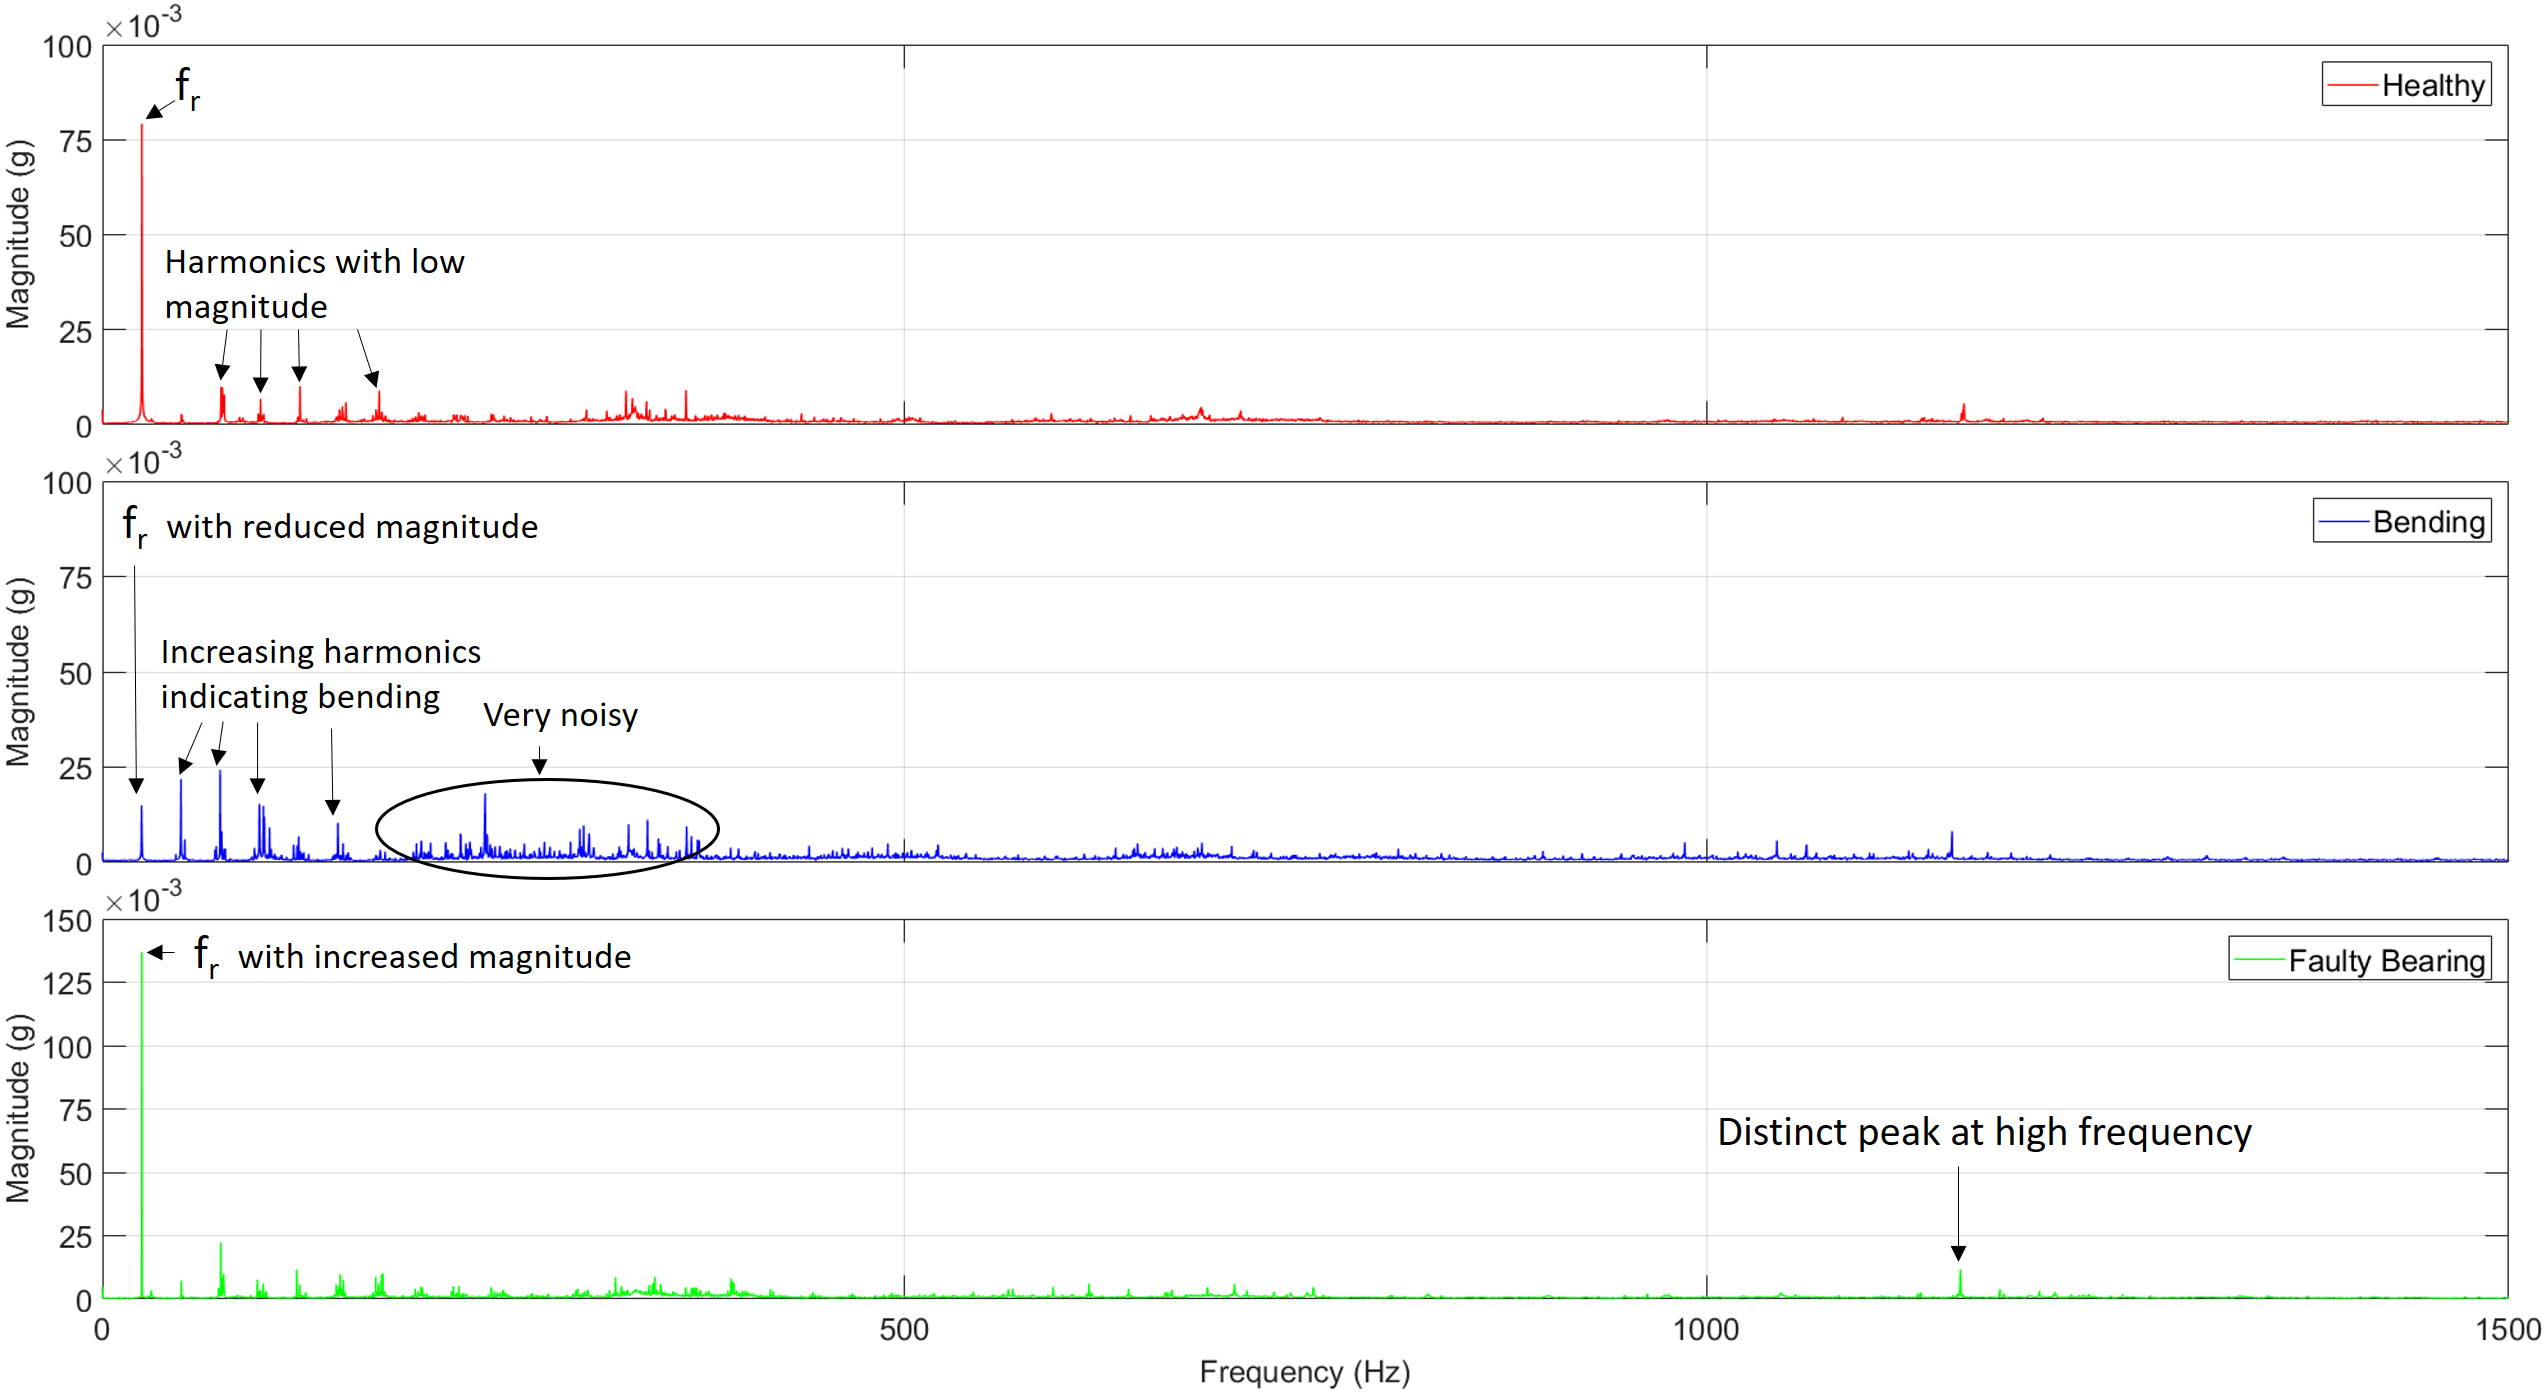 ×10⁻³
100
75
50
25
0
Magnitude (g)
fᵣ
Harmonics with low
magnitude
Healthy
×10⁻³
100
75
50
25
0
Magnitude (g)
fᵣ with reduced magnitude
Increasing harmonics
indicating bending
Very noisy
Bending
×10⁻³
150
125
100
75
50
25
0
Magnitude (g)
fᵣ with increased magnitude
Faulty Bearing
Distinct peak at high frequency
0 500 1000 1500
Frequency (Hz)